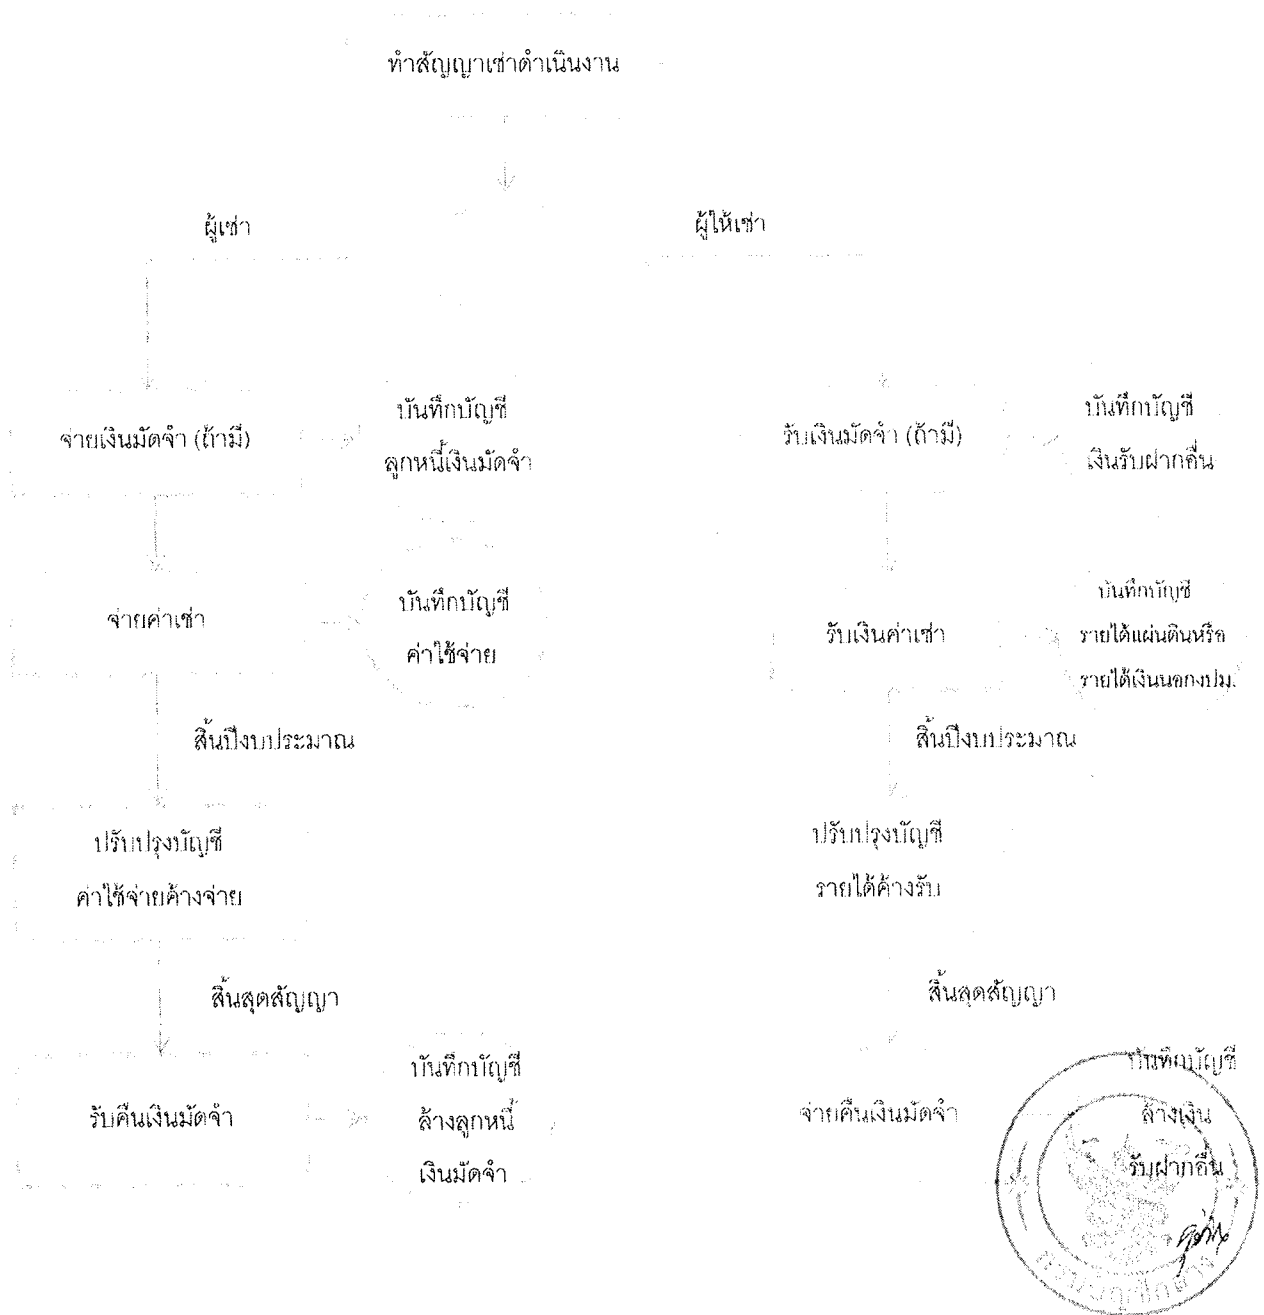 ทำสัญญาเช่าดำเนินงาน
ผู้เช่า
ผู้ให้เช่า
จ่ายเงินมัดจำ (ถ้ามี)
บันทึกบัญชี
ลูกหนี้เงินมัดจำ
รับเงินมัดจำ (ถ้ามี)
บันทึกบัญชี
เงินรับฝากอื่น
จ่ายค่าเช่า
บันทึกบัญชี
ค่าใช้จ่าย
รับเงินค่าเช่า
บันทึกบัญชี
รายได้แผ่นดินหรือ
รายได้เงินนอกงปม.
สิ้นปีงบประมาณ
สิ้นปีงบประมาณ
ปรับปรุงบัญชี
ค่าใช้จ่ายค้างจ่าย
ปรับปรุงบัญชี
รายได้ค้างรับ
สิ้นสุดสัญญา
สิ้นสุดสัญญา
รับคืนเงินมัดจำ
บันทึกบัญชี
ล้างลูกหนี้
เงินมัดจำ
จ่ายคืนเงินมัดจำ
บันทึกบัญชี
ล้างเงิน
รับฝากอื่น
กรมบัญชีกลาง